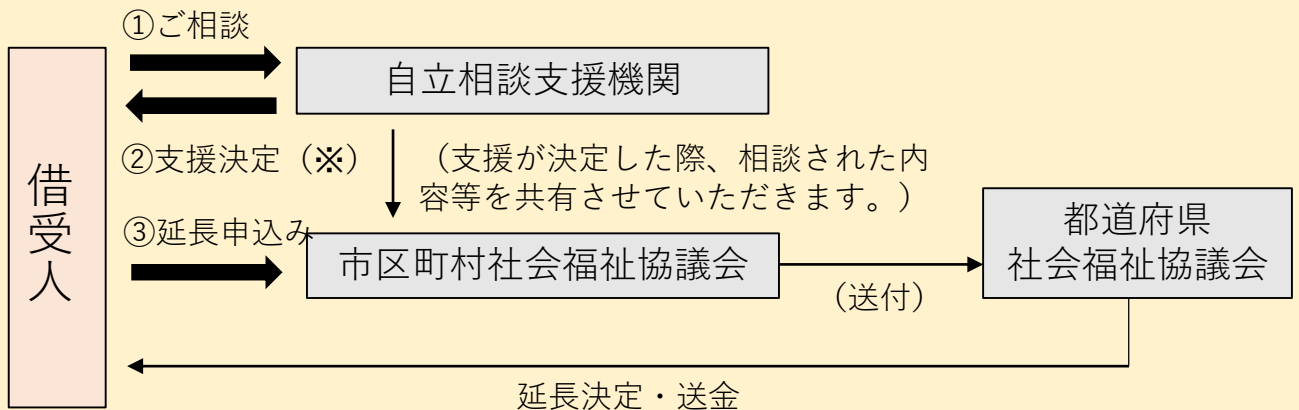 ①ご相談
自立相談支援機関
②支援決定（※）
（支援が決定した際、相談された内
容等を共有させていただきます。）
借受人
③延長申込み
市区町村社会福祉協議会
（送付）
都道府県
社会福祉協議会
延長決定・送金